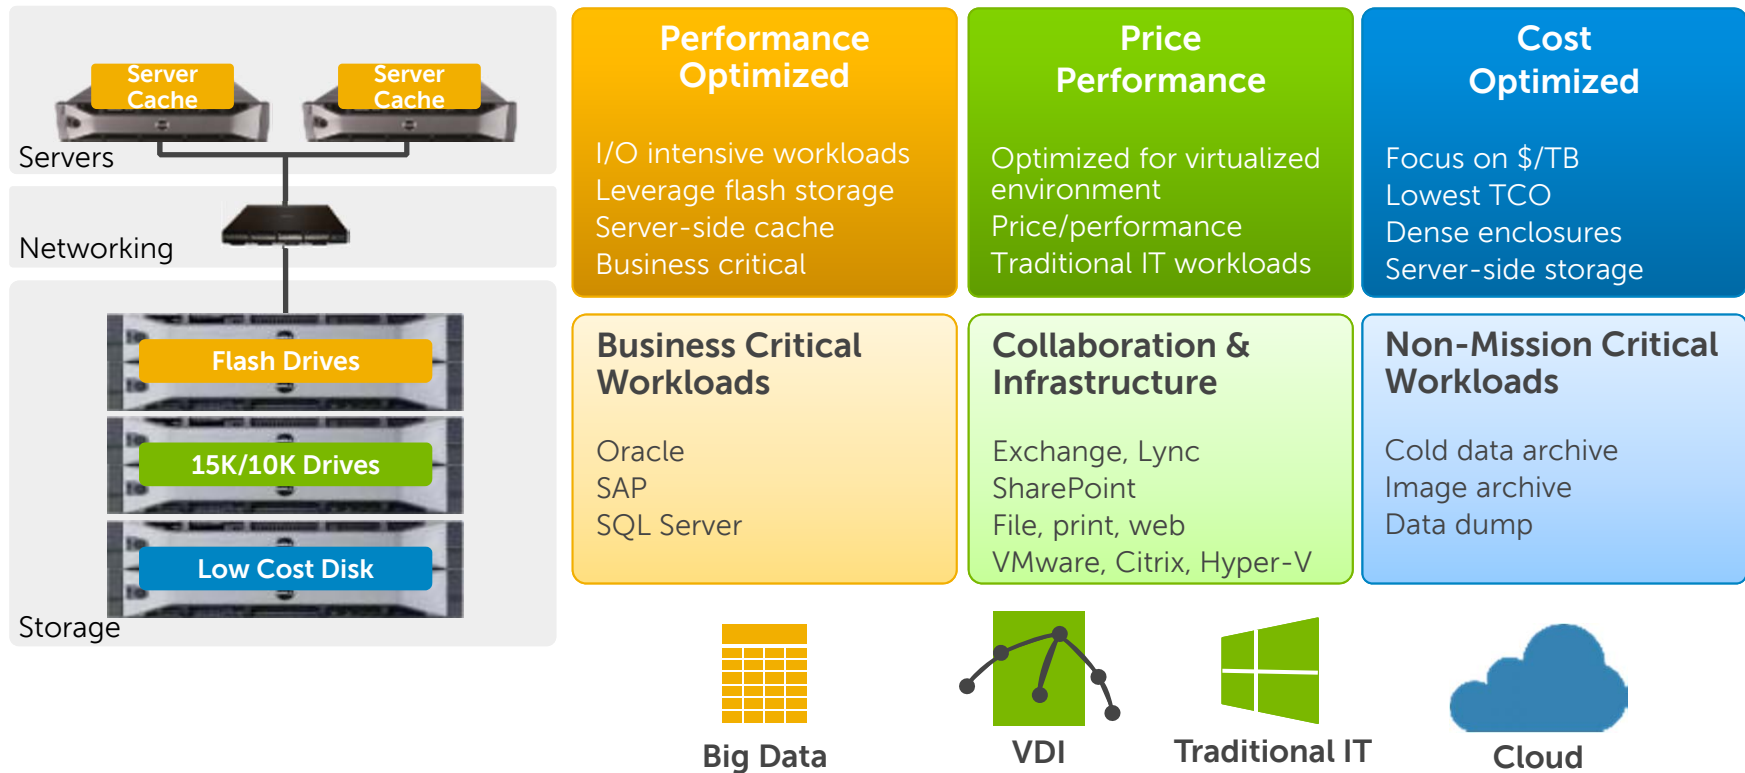 Server
Cache
Server
Cache
Servers
Networking
Flash Drives
15K/10K Drives
Low Cost Disk
Storage
Performance
Optimized
I/O intensive workloads
Leverage flash storage
Server-side cache
Business critical
Price
Performance
Optimized for virtualized
environment
Price/performance
Traditional IT workloads
Cost
Optimized
Focus on $/TB
Lowest TCO
Dense enclosures
Server-side storage
Business Critical
Workloads
Oracle
SAP
SQL Server
Collaboration &
Infrastructure
Exchange, Lync
SharePoint
File, print, web
VMware, Citrix, Hyper-V
Non-Mission Critical
Workloads
Cold data archive
Image archive
Data dump
Big Data
VDI
Traditional IT
Cloud